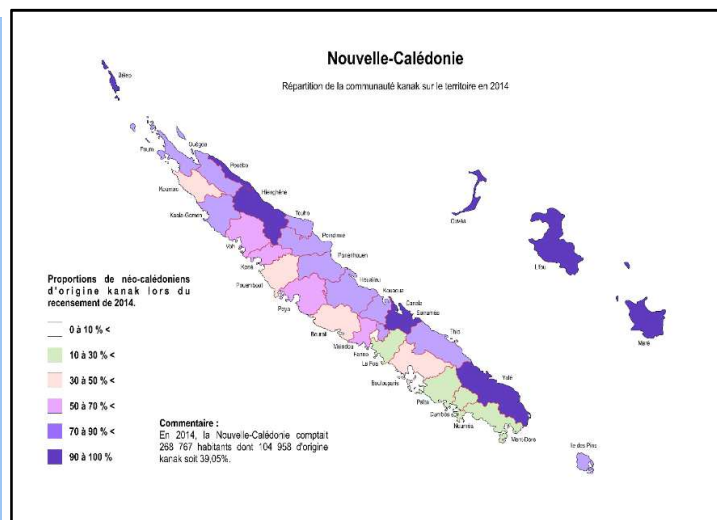 Nouvelle-Calédonie
Répartition de la communauté kanak sur le territoire en 2014
Bélep
Ouégoa
Poum
Pouébo
Koumac
Hienghène
Kaala-Gomen
Touho
Ouvéa
Poindimié
Voh
Ponérihouen
Lifou
Koné
Houaïlou
Pouembout
Kouaoua
Canala
Poya
Sarraméa
Thio
Maré
Bourail
Moindou
Farino
La Foa
Yaté
Boulouparis
Païta
Dumbéa
Nouméa
Mont-Dore
Ile des Pins
Proportions de néo-calédoniens
d'origine kanak lors du
recensement de 2014.
0 à 10 % <
10 à 30 % <
30 à 50 % <
50 à 70 % <
70 à 90 % <
90 à 100 %
Commentaire :
En 2014, la Nouvelle-Calédonie comptait
268 767 habitants dont 104 958 d'origine
kanak soit 39,05%.